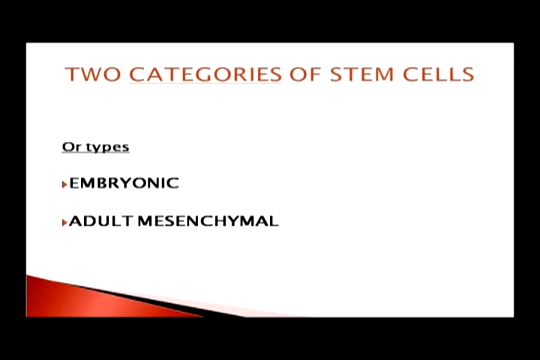 TWO CATEGORIES OF STEM CELLS
Or types
EMBRYONIC
ADULT MESENCHYMAL